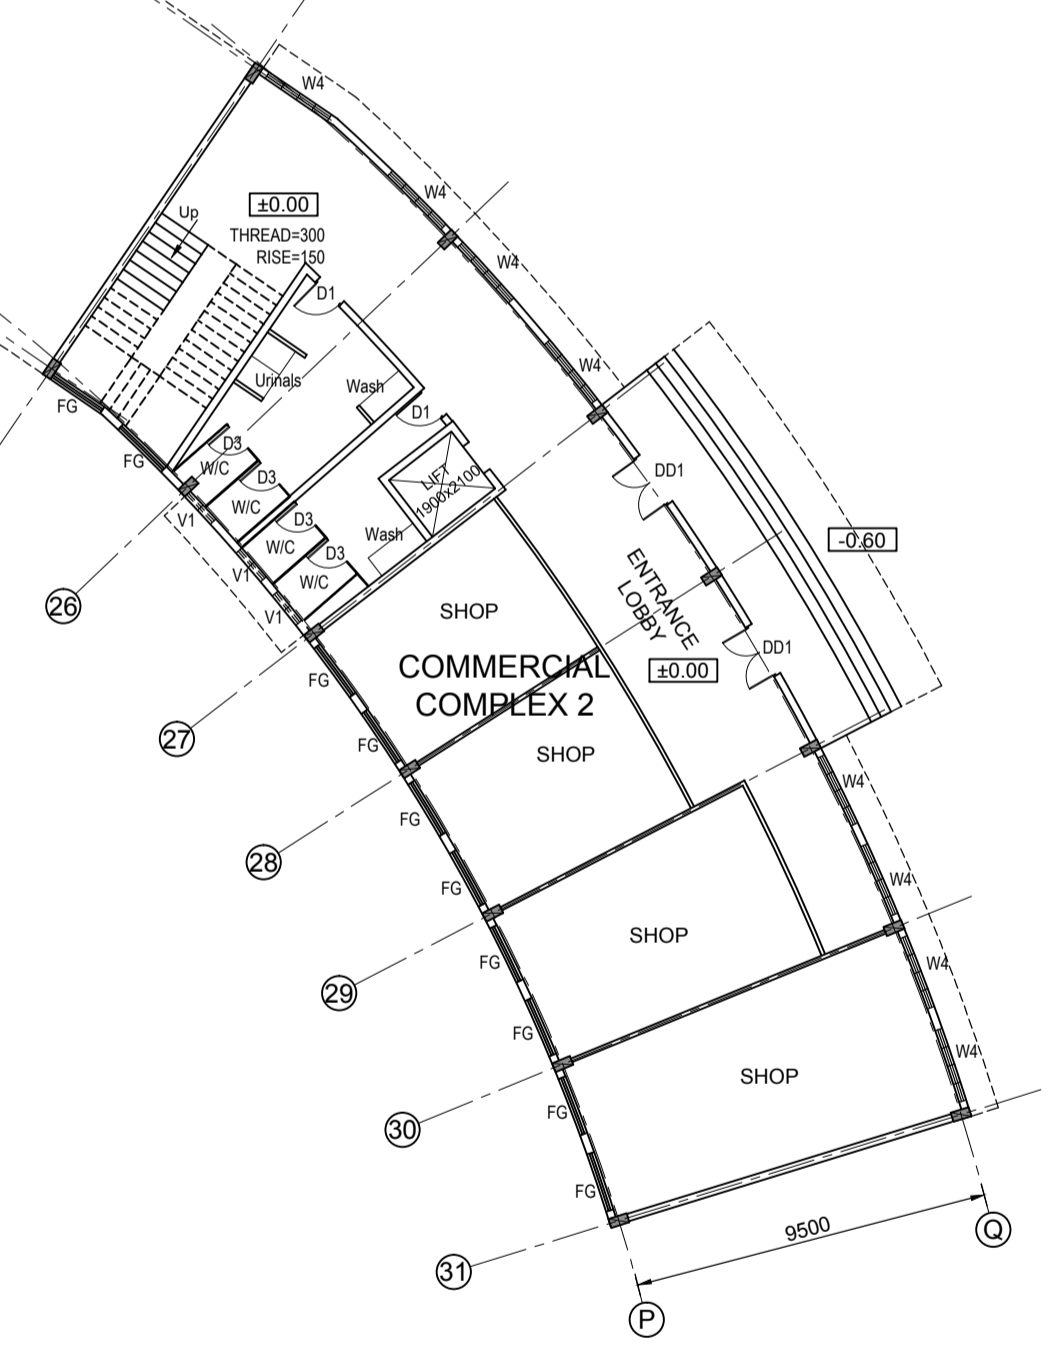 W4
W4
Up
±0.00
THREAD=300
RISE=150
W4
D1
W4
Urinals
Wash
FG
D1
FG
D3
W/C
D3
LIFT
1900x2100
DD1
W/C
V1
D3
Wash
-0.60
W/C
D3
V1
W/C
26
V1
ENTRANCE
LOBBY
SHOP
DD1
COMMERCIAL
COMPLEX 2
±0.00
FG
27
FG
SHOP
W4
FG
28
W4
FG
SHOP
FG
W4
29
FG
W4
SHOP
FG
30
FG
9500
Q
31
P